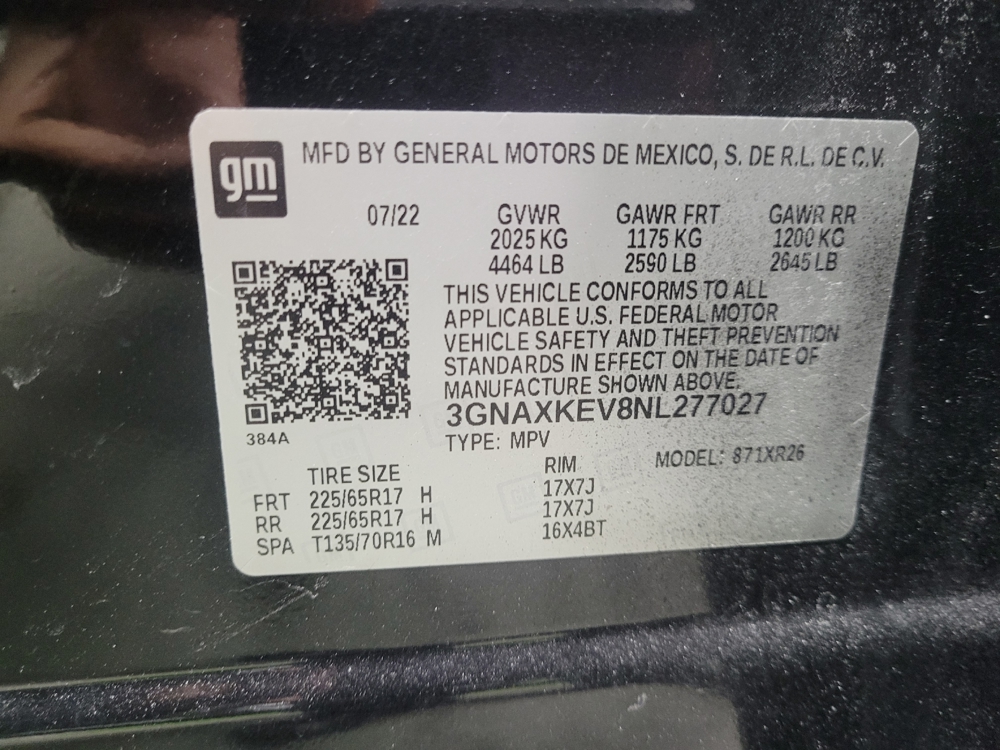 gm
MFD BY GENERAL MOTORS DE MEXICO, S. DE R.L. DE C.V.
07/22 GVWR GAWR FRT GAWR RR
2025 KG 1175 KG 1200 KG
4464 LB 2590 LB 2645 LB
THIS VEHICLE CONFORMS TO ALL
APPLICABLE U.S. FEDERAL MOTOR
VEHICLE SAFETY AND THEFT PREVENTION
STANDARDS IN EFFECT ON THE DATE OF
MANUFACTURE SHOWN ABOVE.
3GNAXKEV8NL277027
384A
TYPE: MPV MODEL: 871XR26
TIRE SIZE RIM
FRT 225/65R17 H 17X7J
RR 225/65R17 H 17X7J
SPA T135/70R16 M 16X4BT